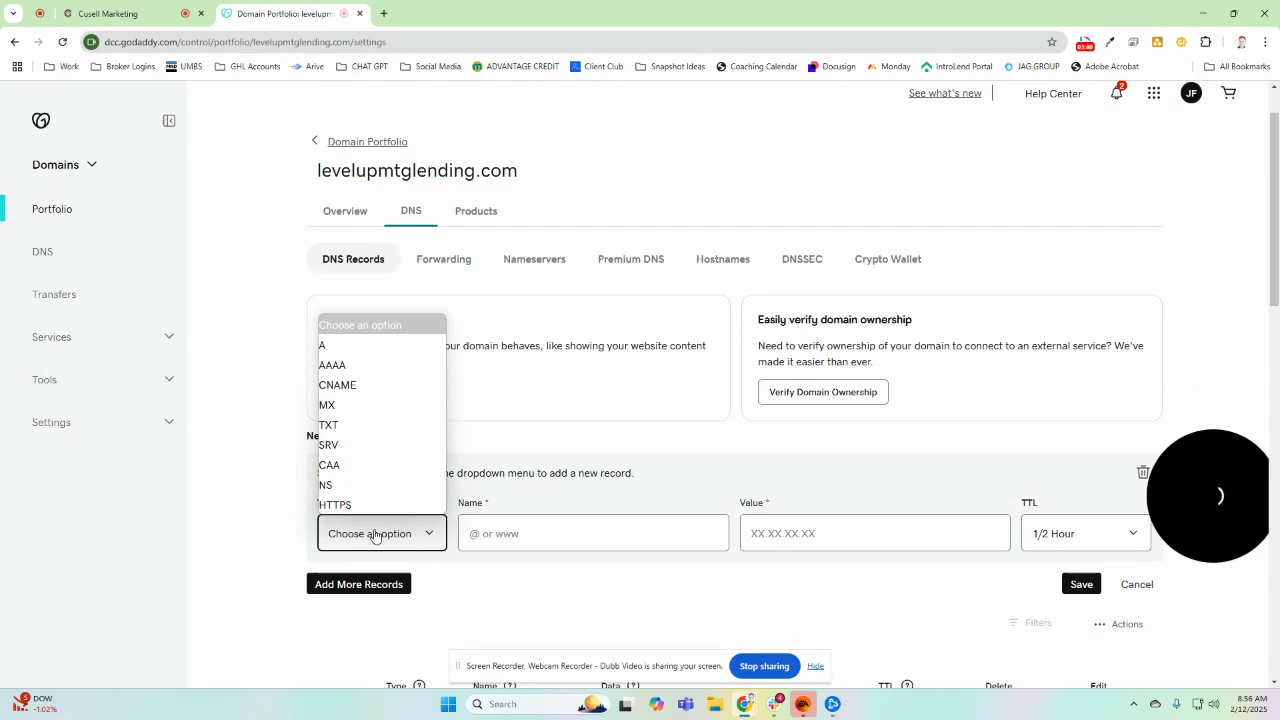 Cusell Marketing
Domain Portfolio: levelupmt
dcc.godaddy.com/control/portfolio/levelupmtglending.com/settings
Work
Broker Logins
UMBS
GHL Accounts
Arive
CHAT GPT
Social Media
ADVANTAGE CREDIT
Client Club
Snapshot Ideas
Coaching Calendar
Docusign
Monday
IntroLend Portal
JAG GROUP
Adobe Acrobat
All Bookmarks
See what's new
Help Center
2
JF
Domains
Portfolio
DNS
Transfers
Services
Tools
Settings
Domain Portfolio
levelupmtglending.com
Overview
DNS
Products
DNS Records
Forwarding
Nameservers
Premium DNS
Hostnames
DNSSEC
Crypto Wallet
our domain behaves, like showing your website content
Easily verify domain ownership
Need to verify ownership of your domain to connect to an external service? We've
made it easier than ever.
Verify Domain Ownership
Choose an option
A
AAAA
CNAME
MX
TXT
SRV
CAA
NS
HTTPS
Ne
he dropdown menu to add a new record.
Name *
Value *
TTL
Choose an option
@ or www
XX.XX.XX.XX
1/2 Hour
Add More Records
Save
Cancel
Filters
Actions
Screen Recorder, Webcam Recorder - Dubb Video is sharing your screen.
Stop sharing
Hide
Type
Name
Data
TTL
Delete
Edit
3
DOW
-1.02%
Search
4
8:56 AM
2/12/2025